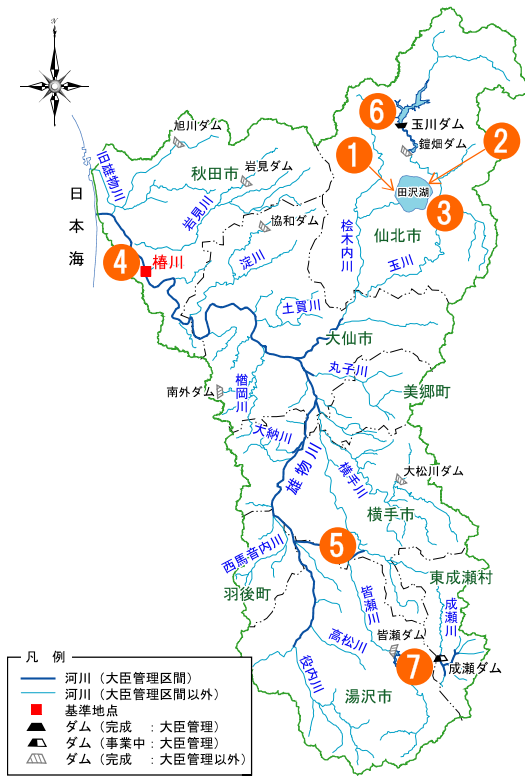 N
玉川ダム
鎧畑ダム
旭川ダム
秋田市
岩見ダム
旧雄物川
岩見川
日本海
協和ダム
淀川
椿川
田沢湖
桧木内川
仙北市
玉川
土買川
大仙市
丸子川
美郷町
南外ダム
楢岡川
大納川
雄物川
横手川
大松川ダム
横手市
西馬音内川
羽後町
皆瀬川
東成瀬村
成瀬川
皆瀬ダム
成瀬ダム
高松川
役内川
湯沢市
1
2
3
4
5
6
7
凡 例
河川（大臣管理区間）
河川（大臣管理区間以外）
基準地点
ダム（完成 ：大臣管理）
ダム（事業中：大臣管理）
ダム（完成 ：大臣管理以外）